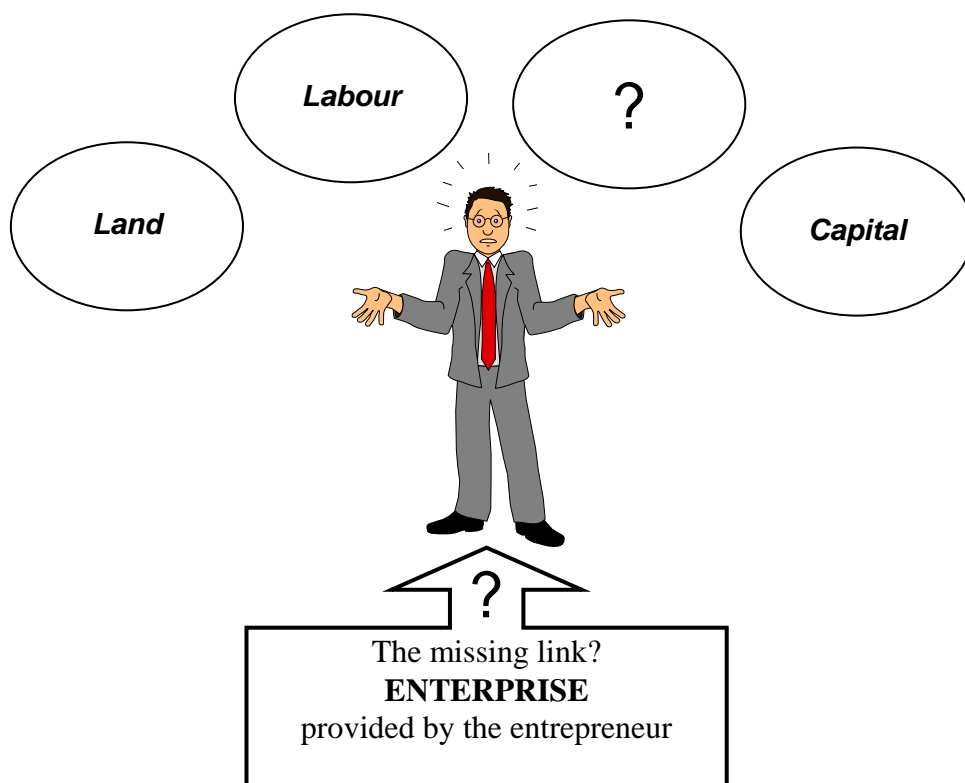 Labour
?
Land
Capital
?
The missing link?
ENTERPRISE
provided by the entrepreneur